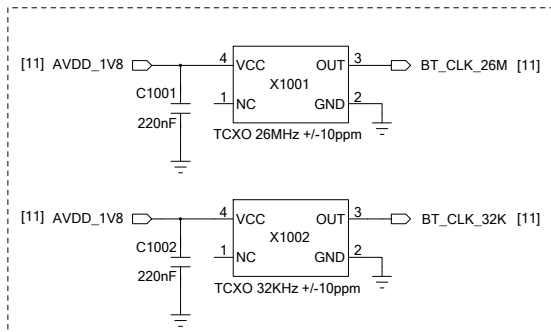 [11] AVDD_1V8 4 VCC OUT 3 BT_CLK_26M [11]
X1001
C1001 1 NC GND 2
220nF
TCXO 26MHz +/-10ppm
[11] AVDD_1V8 4 VCC OUT 3 BT_CLK_32K [11]
X1002
C1002 1 NC GND 2
220nF
TCXO 32KHz +/-10ppm